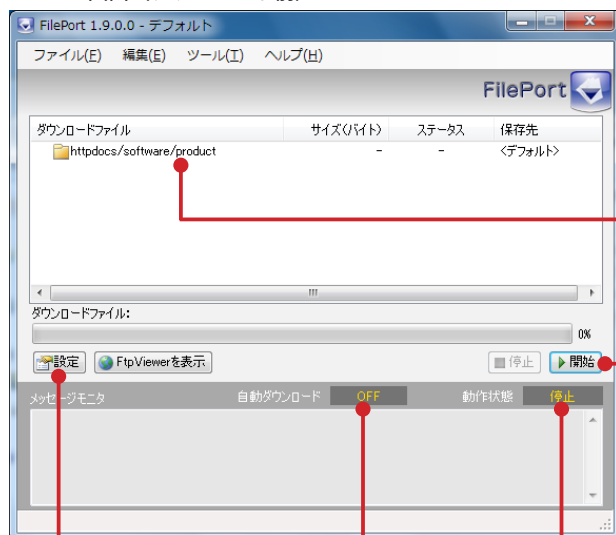 FilePort 1.9.0.0 - デフォルト
ファイル(F) 編集(E) ツール(T) ヘルプ(H)
FilePort
ダウンロードファイル サイズ(バイト) ステータス 保存先
httpdocs/software/product - - <デフォルト>
ダウンロードファイル:
0%
設定 FtpViewerを表示 停止 開始
メッセージモニタ 自動ダウンロード OFF 動作状態 停止